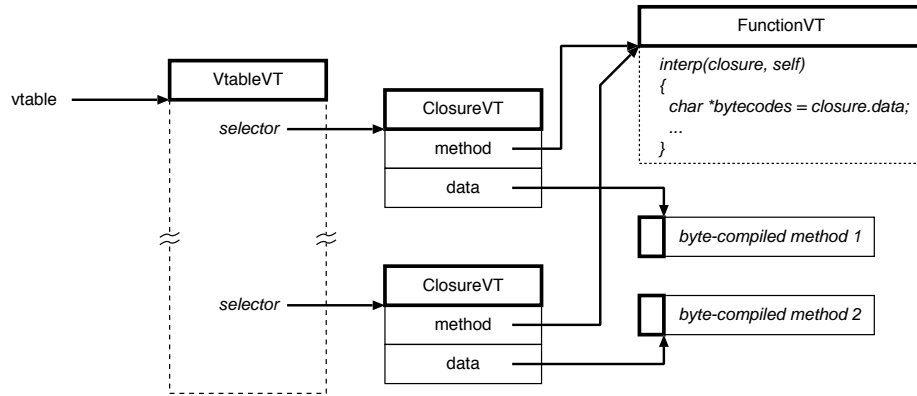 FunctionVT
interp(closure, self)
{
char *bytecodes = closure.data;
...
}
VtableVT
vtable
selector
ClosureVT
method
data
byte-compiled method 1
selector
ClosureVT
method
data
byte-compiled method 2